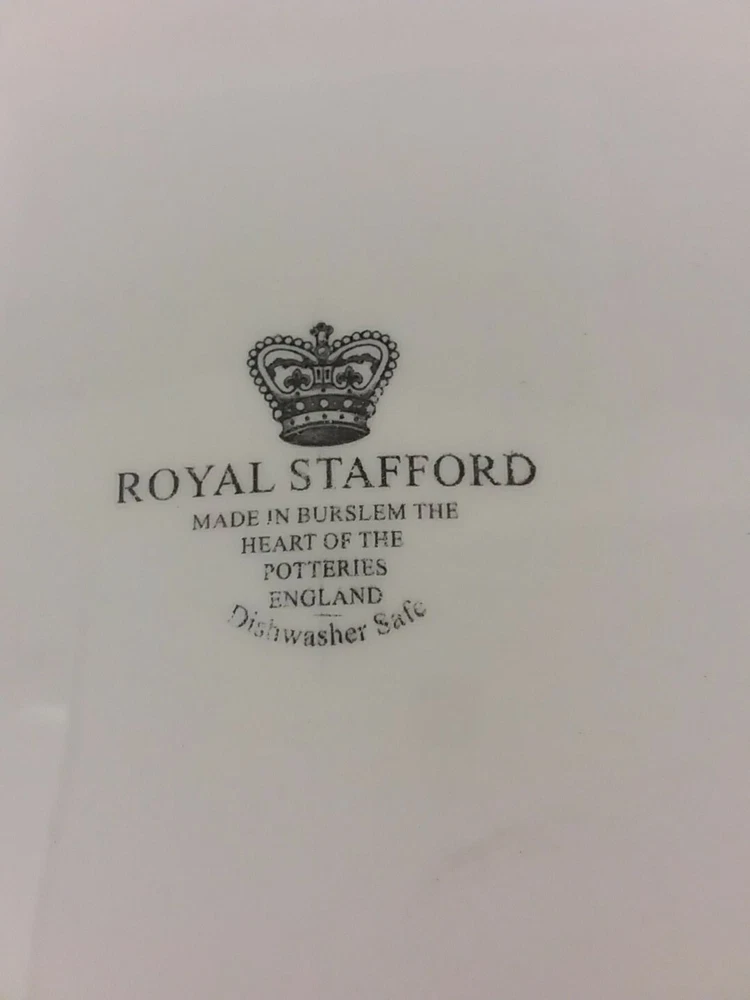 ROYAL STAFFORD
MADE IN BURSLEM THE
HEART OF THE
POTTERIES
ENGLAND
Dishwasher Safe